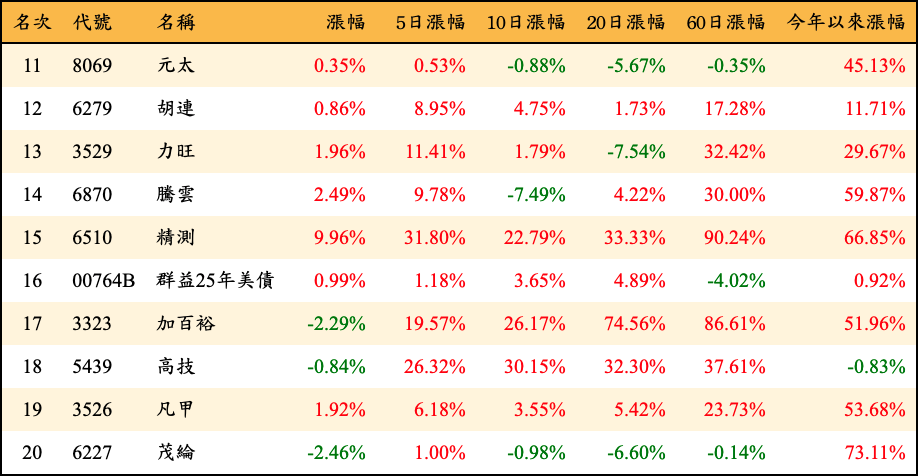 名次 代號 名稱 漲幅 5日漲幅 10日漲幅 20日漲幅 60日漲幅 今年以來漲幅
11 8069 元太 0.35% 0.53% -0.88% -5.67% -0.35% 45.13%
12 6279 胡連 0.86% 8.95% 4.75% 1.73% 17.28% 11.71%
13 3529 力旺 1.96% 11.41% 1.79% -7.54% 32.42% 29.67%
14 6870 騰雲 2.49% 9.78% -7.49% 4.22% 30.00% 59.87%
15 6510 精測 9.96% 31.80% 22.79% 33.33% 90.24% 66.85%
16 00764B 群益25年美債 0.99% 1.18% 3.65% 4.89% -4.02% 0.92%
17 3323 加百裕 -2.29% 19.57% 26.17% 74.56% 86.61% 51.96%
18 5439 高技 -0.84% 26.32% 30.15% 32.30% 37.61% -0.83%
19 3526 凡甲 1.92% 6.18% 3.55% 5.42% 23.73% 53.68%
20 6227 茂綸 -2.46% 1.00% -0.98% -6.60% -0.14% 73.11%